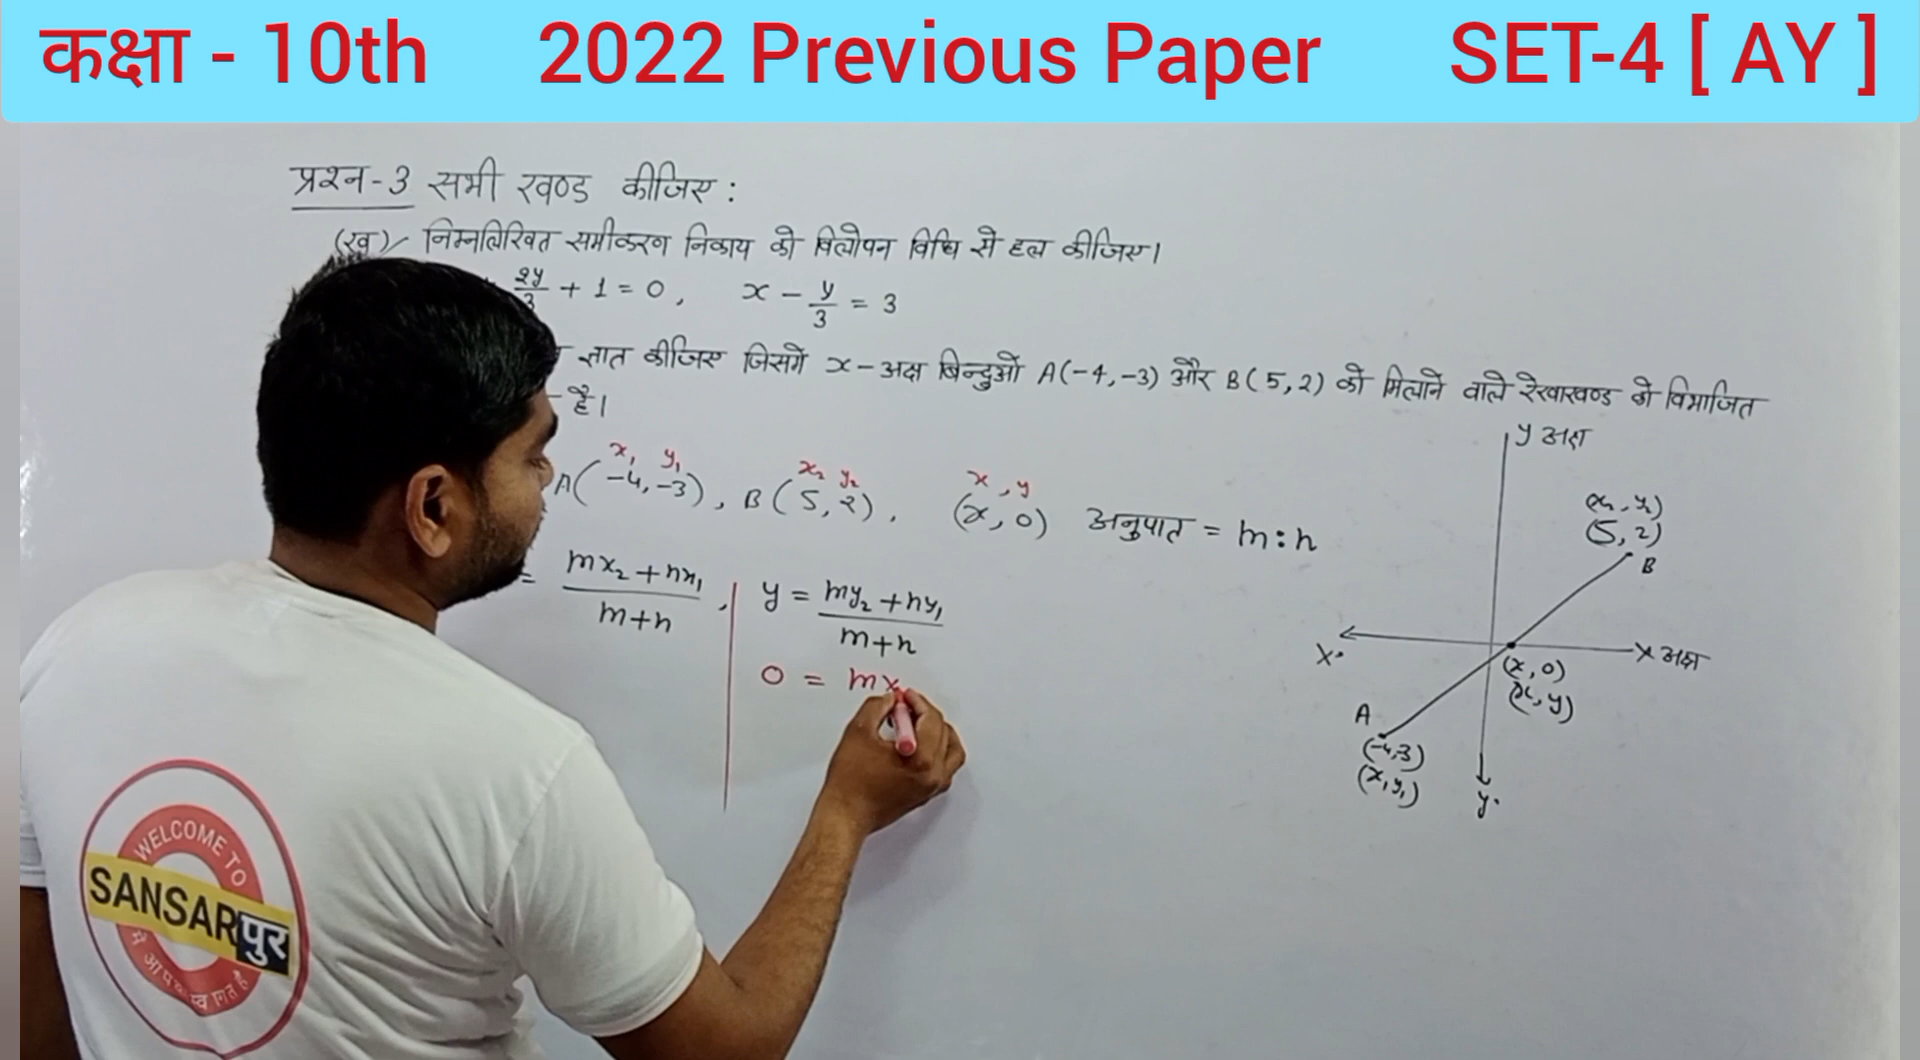 कक्षा - 10th 2022 Previous Paper SET-4 [ AY ]
प्रश्न-3 सभी खण्ड कीजिए :
(ख) निम्नलिखित समीकरण निकाय को विलोपन विधि से हल कीजिए।
2y/3 + 1 = 0, x - y/3 = 3
ज्ञात कीजिए जिसमें x-अक्ष बिन्दुओं A(-4,-3) और B(5,2) को मिलाने वाले रेखाखण्ड को विभाजित
है।
x₁ y₁ x₂ y₂ x, y
A(-4,-3), B(5,2), (x,0) अनुपात = m:n
= (mx₂+nx₁)/(m+n), y = (my₂+ny₁)/(m+n)
0 = mx
y अक्ष
(x₂, y₂)
(5,2)
B
X'
x अक्ष
(x,0)
(x,y)
A
(-4,-3)
(x₁,y₁)
y'
WELCOME TO
SANSARपुर
में आपका स्वागत है